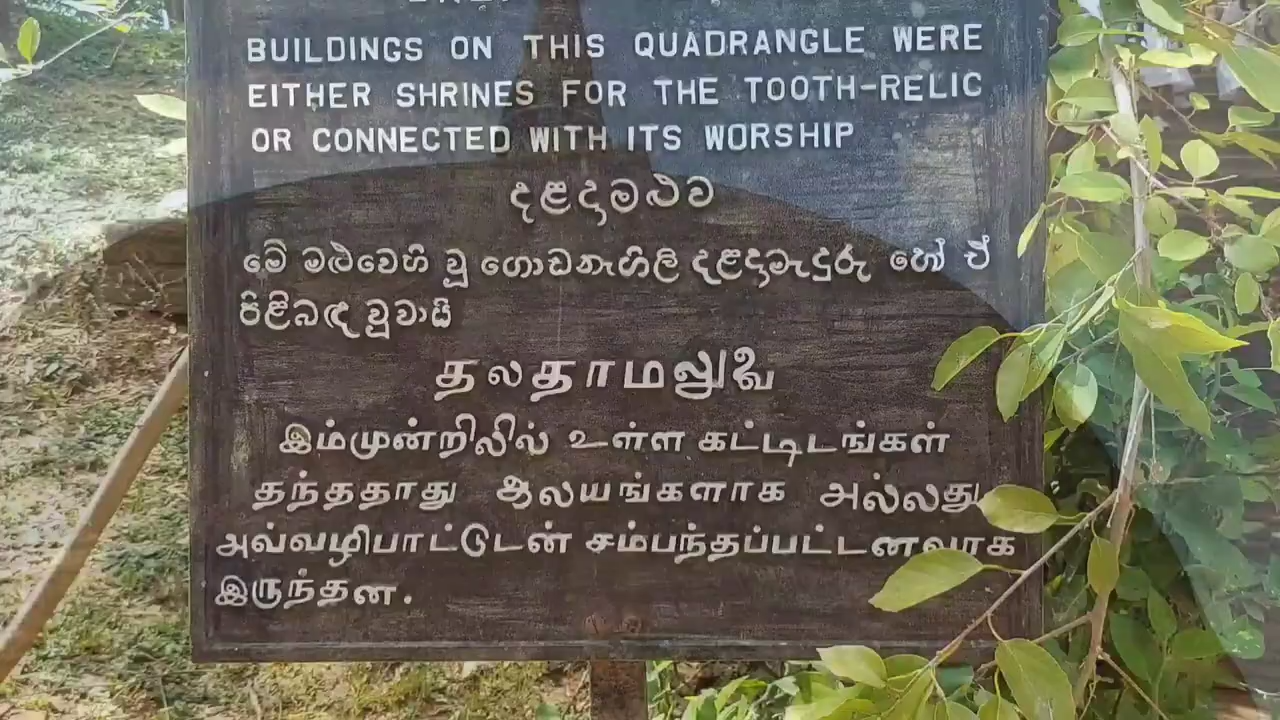 BUILDINGS ON THIS QUADRANGLE WERE
EITHER SHRINES FOR THE TOOTH-RELIC
OR CONNECTED WITH ITS WORSHIP
දළදාමළුව
මේ මළුවෙහි වූ ගොඩනැගිලි දළදාමැදුරු හෝ ඒ
පිළිබඳ වූවායි
தலதாமலுவ
இம்முன்றிலில் உள்ள கட்டிடங்கள்
தந்ததாது ஆலயங்களாக அல்லது
அவ்வழிபாட்டுடன் சம்பந்தப்பட்டனவாக
இருந்தன.